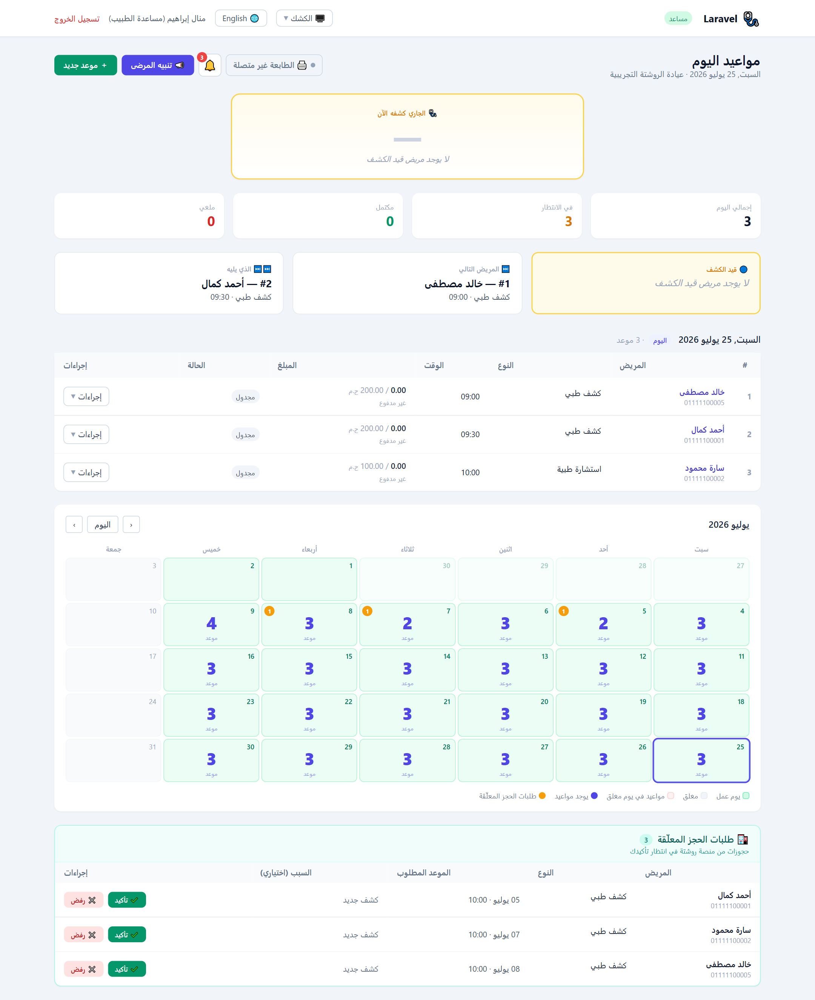 Laravel مساعد
الكشك ▼
English
منال إبراهيم (مساعدة الطبيب)
تسجيل الخروج
مواعيد اليوم
السبت, 25 يوليو 2026 · عيادة الروشتة التجريبية
الطابعة غير متصلة
3
تنبيه المرضى
+ موعد جديد
الجاري كشفه الآن
—
لا يوجد مريض قيد الكشف
إجمالي اليوم
3
في الانتظار
3
مكتمل
0
ملغي
0
قيد الكشف
لا يوجد مريض قيد الكشف
المريض التالي
#1 — خالد مصطفى
كشف طبي · 09:00
الذي يليه
#2 — أحمد كمال
كشف طبي · 09:30
السبت, 25 يوليو 2026 اليوم · 3 موعد
# المريض النوع الوقت المبلغ الحالة إجراءات
1 خالد مصطفى كشف طبي 09:00 0.00 / 200.00 ج.م مجدول إجراءات ▼
01111100005 غير مدفوع
2 أحمد كمال كشف طبي 09:30 0.00 / 200.00 ج.م مجدول إجراءات ▼
01111100001 غير مدفوع
3 سارة محمود استشارة طبية 10:00 0.00 / 100.00 ج.م مجدول إجراءات ▼
01111100002 غير مدفوع
يوليو 2026
‹ اليوم ›
سبت أحد اثنين ثلاثاء أربعاء خميس جمعة
27 28 29 30 1 2 3
4 5 1 6 7 1 8 1 9 10
3 2 3 2 3 4
موعد موعد موعد موعد موعد موعد
11 12 13 14 15 16 17
3 3 3 3 3 3
موعد موعد موعد موعد موعد موعد
18 19 20 21 22 23 24
3 3 3 3 3 3
موعد موعد موعد موعد موعد موعد
25 26 27 28 29 30 31
3 3 3 3 3 3
موعد موعد موعد موعد موعد موعد
يوم عمل مغلق مواعيد في يوم مغلق يوجد مواعيد طلبات الحجز المعلّقة
طلبات الحجز المعلّقة 3
حجوزات من منصة روشتة في انتظار تأكيدك
المريض النوع الموعد المطلوب السبب (اختياري) إجراءات
أحمد كمال كشف طبي 05 يوليو · 10:00 كشف جديد تأكيد رفض
01111100001
سارة محمود كشف طبي 07 يوليو · 10:00 كشف جديد تأكيد رفض
01111100002
خالد مصطفى كشف طبي 08 يوليو · 10:00 كشف جديد تأكيد رفض
01111100005